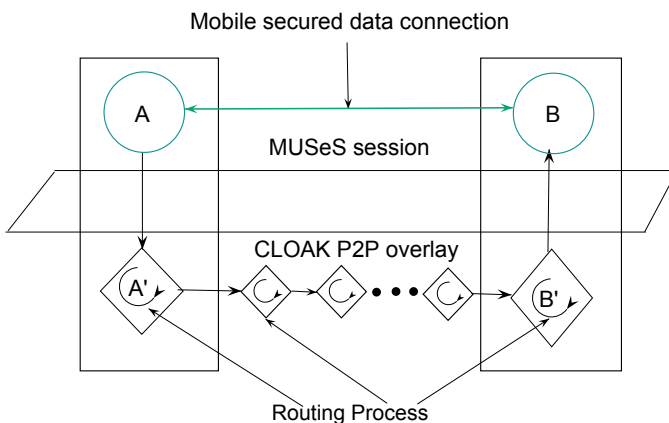 Mobile secured data connection
A
B
MUSeS session
CLOAK P2P overlay
A'
B'
Routing Process